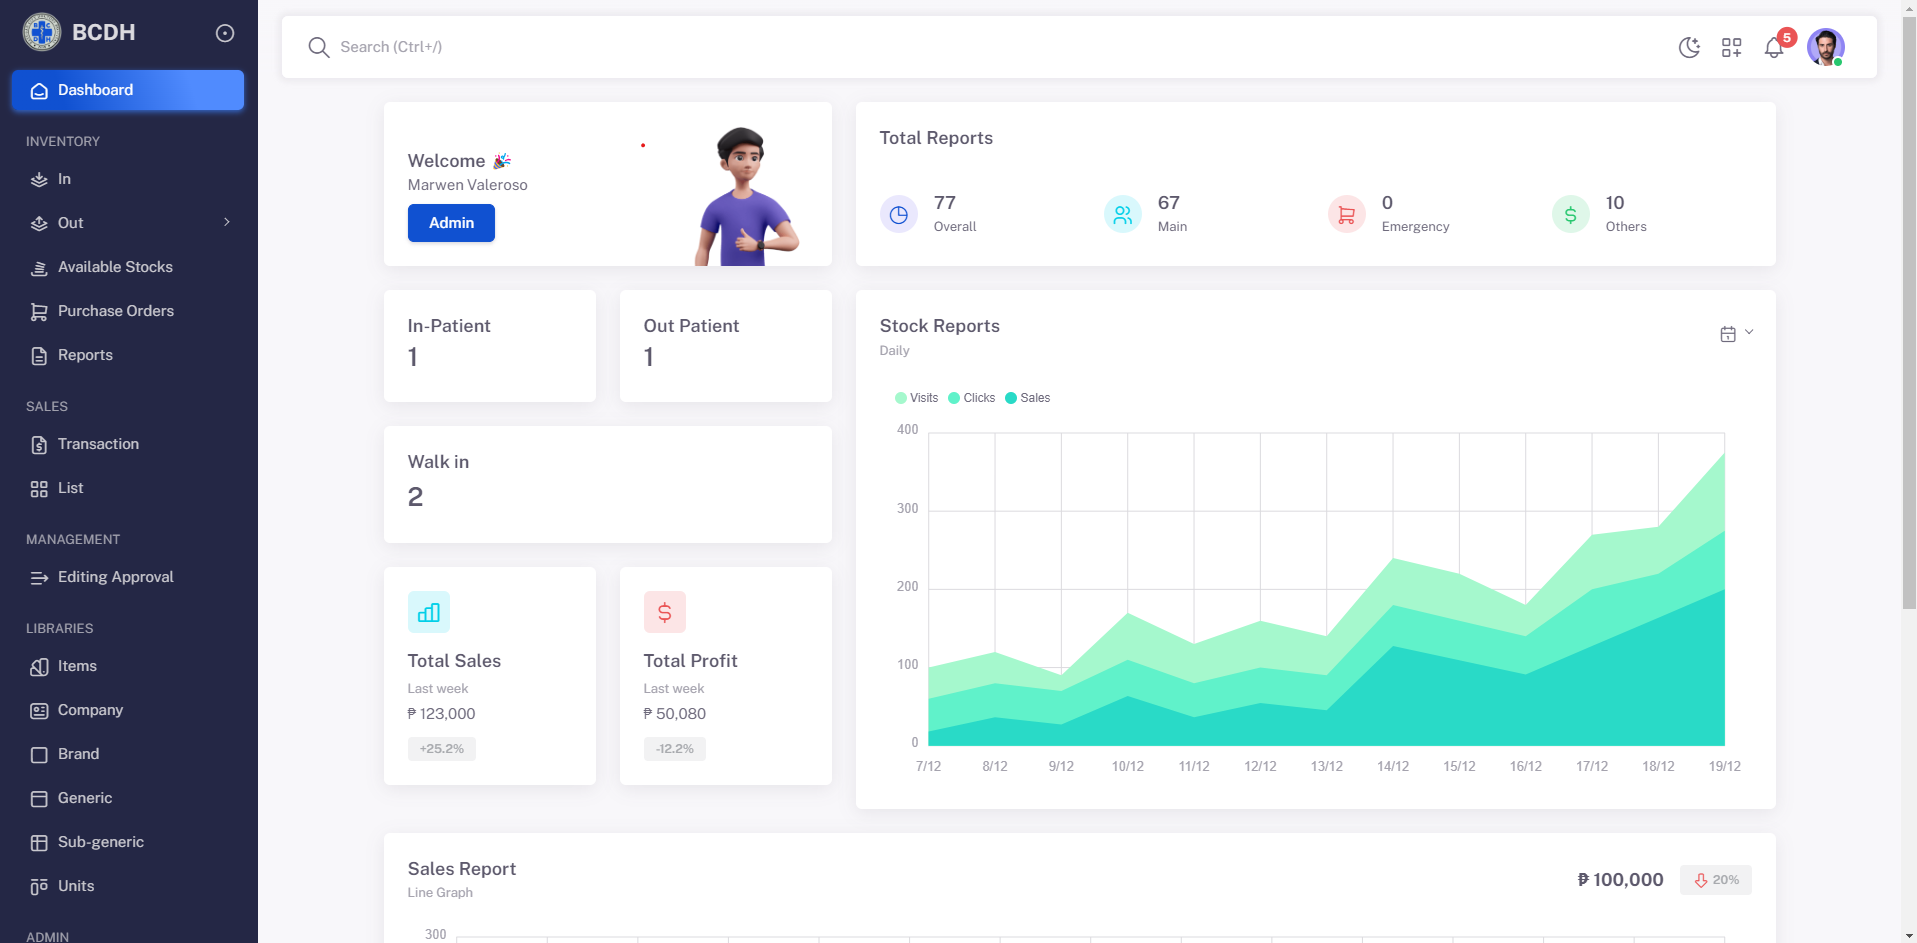 BCDH
Search (Ctrl+/)
5
Dashboard
INVENTORY
In
Out
Available Stocks
Purchase Orders
Reports
SALES
Transaction
List
MANAGEMENT
Editing Approval
LIBRARIES
Items
Company
Brand
Generic
Sub-generic
Units
ADMIN
Welcome 🎉
Marwen Valeroso
Admin
Total Reports
77
Overall
67
Main
0
Emergency
10
Others
In-Patient
1
Out Patient
1
Walk in
2
Total Sales
Last week
₱ 123,000
+25.2%
Total Profit
Last week
₱ 50,080
-12.2%
Stock Reports
Daily
Visits Clicks Sales
400
300
200
100
0
7/12 8/12 9/12 10/12 11/12 12/12 13/12 14/12 15/12 16/12 17/12 18/12 19/12
Sales Report
Line Graph
₱ 100,000
20%
300